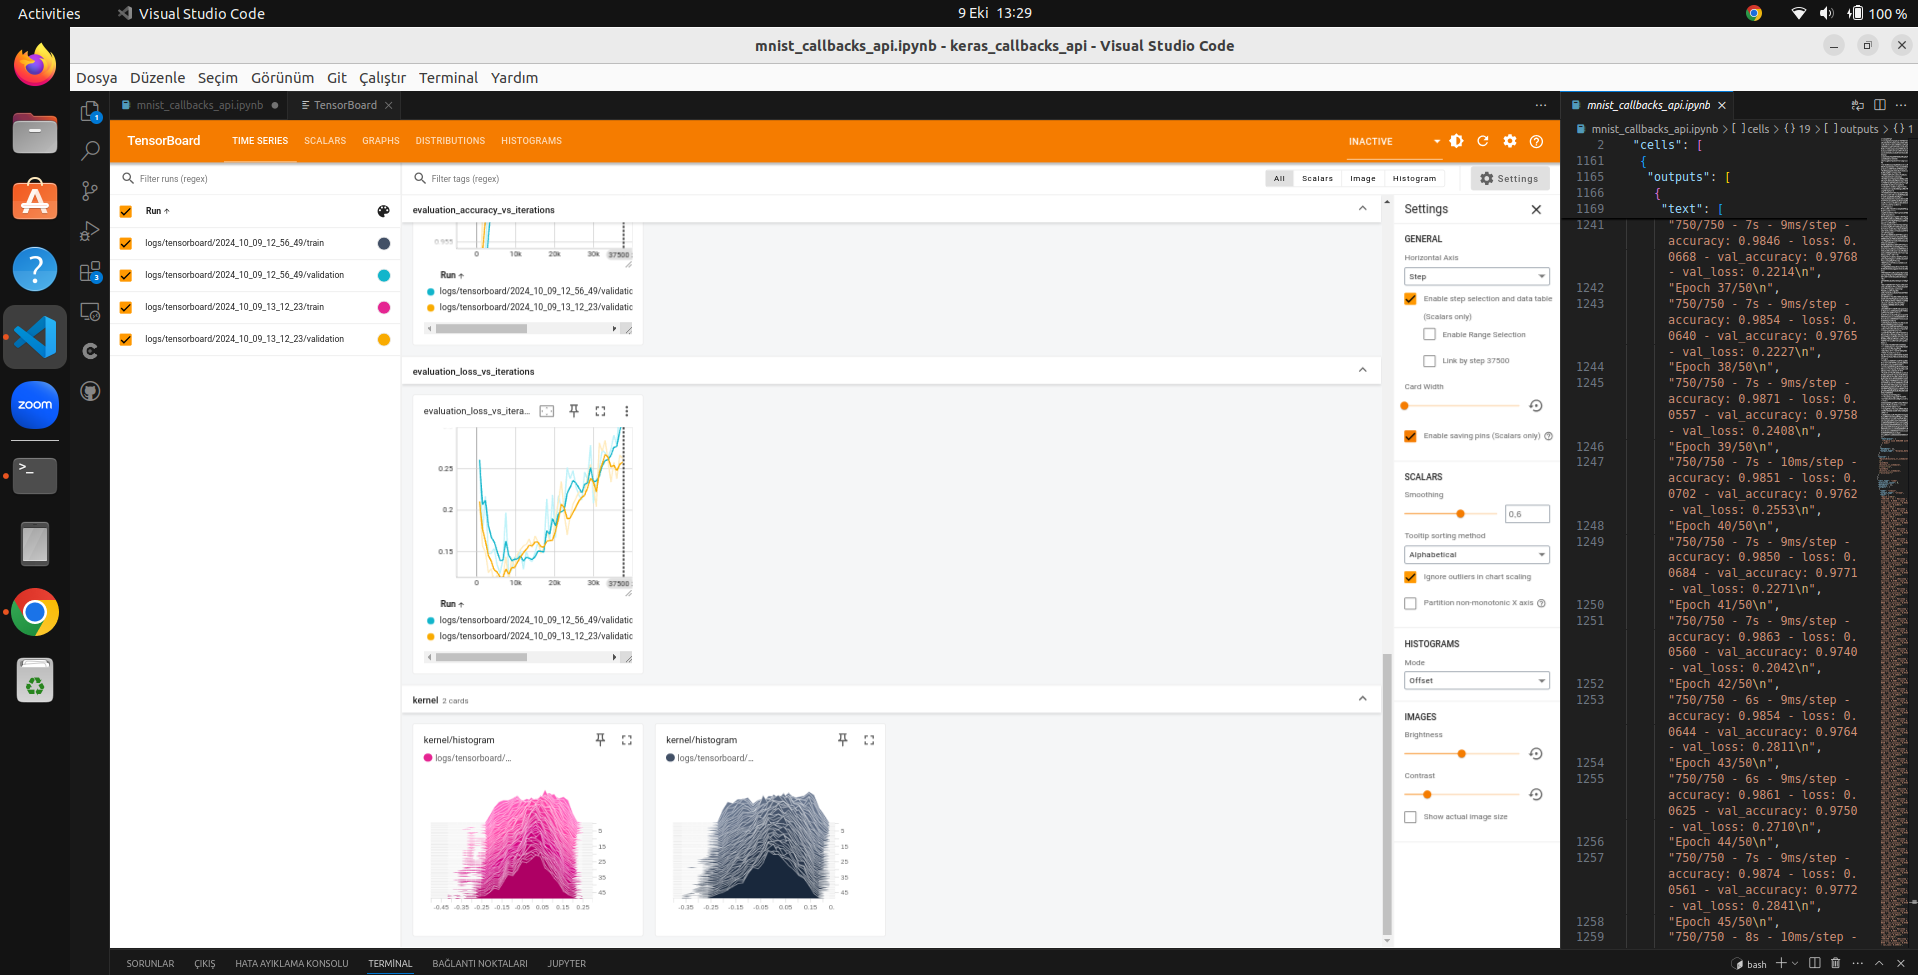 Activities
Visual Studio Code
9 Eki 13:29
100 %
mnist_callbacks_api.ipynb - keras_callbacks_api - Visual Studio Code
Dosya Düzenle Seçim Görünüm Git Çalıştır Terminal Yardım
mnist_callbacks_api.ipynb
TensorBoard
mnist_callbacks_api.ipynb
TensorBoard
TIME SERIES SCALARS GRAPHS DISTRIBUTIONS HISTOGRAMS
INACTIVE
Filter runs (regex)
Run
logs/tensorboard/2024_10_09_12_56_49/train
logs/tensorboard/2024_10_09_12_56_49/validation
logs/tensorboard/2024_10_09_13_12_23/train
logs/tensorboard/2024_10_09_13_12_23/validation
Filter tags (regex)
All Scalars Image Histogram
Settings
evaluation_accuracy_vs_iterations
0.955
0 10k 20k 30k 37500
Run
logs/tensorboard/2024_10_09_12_56_49/validatic
logs/tensorboard/2024_10_09_13_12_23/validatic
evaluation_loss_vs_iterations
evaluation_loss_vs_itera...
0.25
0.2
0.15
0 10k 20k 30k 37500
Run
logs/tensorboard/2024_10_09_12_56_49/validatic
logs/tensorboard/2024_10_09_13_12_23/validatic
kernel 2 cards
kernel/histogram
logs/tensorboard/...
5
15
25
35
45
-0.45 -0.35 -0.25 -0.15 -0.05 0.05 0.15 0.25
kernel/histogram
logs/tensorboard/...
5
15
25
35
45
-0.35 -0.25 -0.15 -0.05 0.05 0.15 0.
Settings
GENERAL
Horizontal Axis
Step
Enable step selection and data table
(Scalars only)
Enable Range Selection
Link by step 37500
Card Width
Enable saving pins (Scalars only)
SCALARS
Smoothing
0,6
Tooltip sorting method
Alphabetical
Ignore outliers in chart scaling
Partition non-monotonic X axis
HISTOGRAMS
Mode
Offset
IMAGES
Brightness
Contrast
Show actual image size
mnist_callbacks_api.ipynb > [ ] cells > {} 19 > [ ] outputs > {} 1
2 "cells": [
1161 {
1165 "outputs": [
1166 {
1169 "text": [
1241 "750/750 - 7s - 9ms/step -
accuracy: 0.9846 - loss: 0.
0668 - val_accuracy: 0.9768
- val_loss: 0.2214\n",
1242 "Epoch 37/50\n",
1243 "750/750 - 7s - 9ms/step -
accuracy: 0.9854 - loss: 0.
0640 - val_accuracy: 0.9765
- val_loss: 0.2227\n",
1244 "Epoch 38/50\n",
1245 "750/750 - 7s - 9ms/step -
accuracy: 0.9871 - loss: 0.
0557 - val_accuracy: 0.9758
- val_loss: 0.2408\n",
1246 "Epoch 39/50\n",
1247 "750/750 - 7s - 10ms/step -
accuracy: 0.9851 - loss: 0.
0702 - val_accuracy: 0.9762
- val_loss: 0.2553\n",
1248 "Epoch 40/50\n",
1249 "750/750 - 7s - 9ms/step -
accuracy: 0.9850 - loss: 0.
0684 - val_accuracy: 0.9771
- val_loss: 0.2271\n",
1250 "Epoch 41/50\n",
1251 "750/750 - 7s - 9ms/step -
accuracy: 0.9863 - loss: 0.
0560 - val_accuracy: 0.9740
- val_loss: 0.2042\n",
1252 "Epoch 42/50\n",
1253 "750/750 - 6s - 9ms/step -
accuracy: 0.9854 - loss: 0.
0644 - val_accuracy: 0.9764
- val_loss: 0.2811\n",
1254 "Epoch 43/50\n",
1255 "750/750 - 6s - 9ms/step -
accuracy: 0.9861 - loss: 0.
0625 - val_accuracy: 0.9750
- val_loss: 0.2710\n",
1256 "Epoch 44/50\n",
1257 "750/750 - 7s - 9ms/step -
accuracy: 0.9874 - loss: 0.
0561 - val_accuracy: 0.9772
- val_loss: 0.2841\n",
1258 "Epoch 45/50\n",
1259 "750/750 - 8s - 10ms/step -
zoom
1
3
SORUNLAR ÇIKIŞ HATA AYIKLAMA KONSOLU TERMİNAL BAĞLANTI NOKTALARI JUPYTER
bash